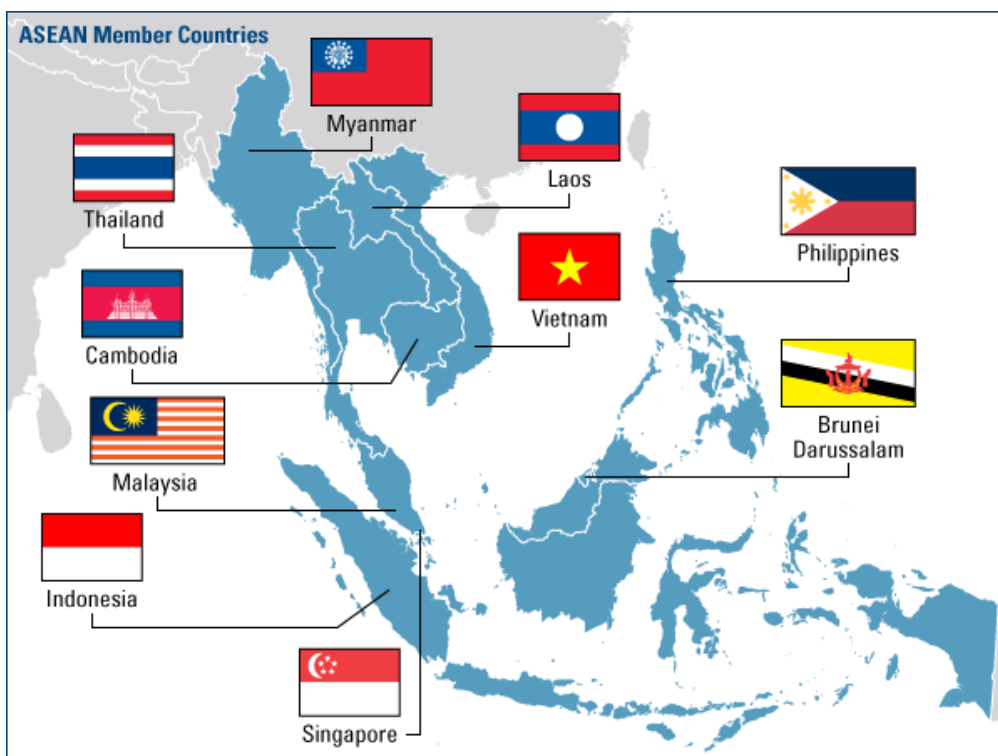 ASEAN Member Countries
Myanmar
Laos
Thailand
Philippines
Vietnam
Cambodia
Brunei
Darussalam
Malaysia
Indonesia
Singapore